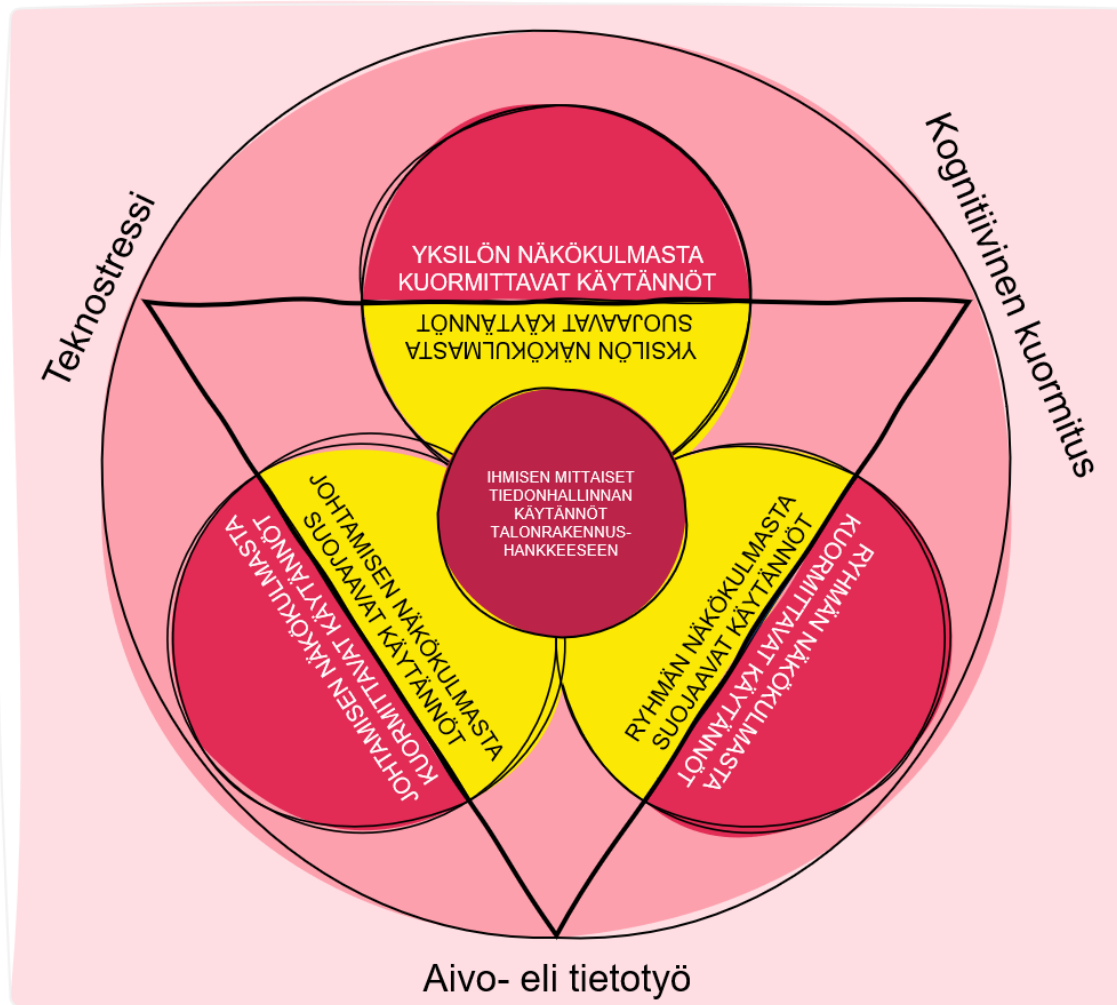 Teknostressi
Kognitiivinen kuormitus
YKSILÖN NÄKÖKULMASTA
KUORMITTAVAT KÄYTÄNNÖT
YKSILÖN NÄKÖKULMASTA
SUOJAAVAT KÄYTÄNNÖT
IHMISEN MITTAISET
TIEDONHALLINNAN
KÄYTÄNNÖT
TALONRAKENNUS-
HANKKEESEEN
JOHTAMISEN NÄKÖKULMASTA
SUOJAAVAT KÄYTÄNNÖT
JOHTAMISEN NÄKÖKULMASTA
KUORMITTAVAT KÄYTÄNNÖT
RYHMÄN NÄKÖKULMASTA
SUOJAAVAT KÄYTÄNNÖT
RYHMÄN NÄKÖKULMASTA
KUORMITTAVAT KÄYTÄNNÖT
Aivo- eli tietotyö